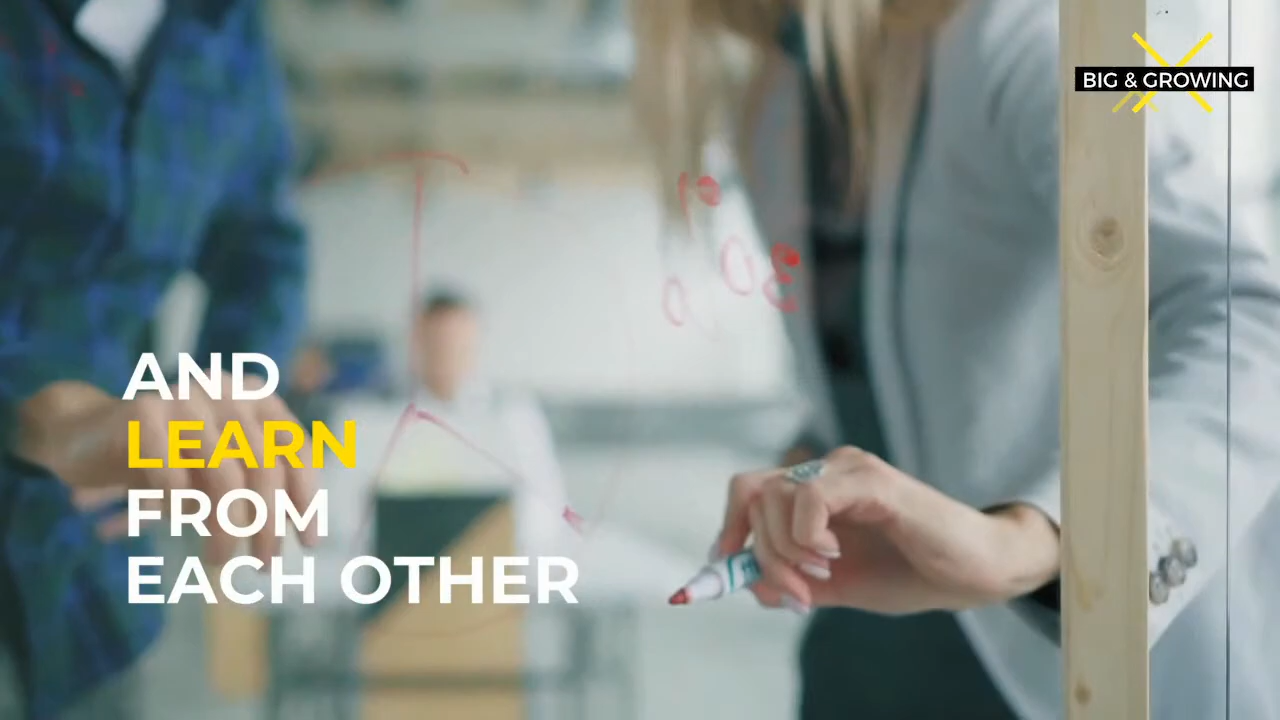 BIG & GROWING
AND
LEARN
FROM
EACH OTHER